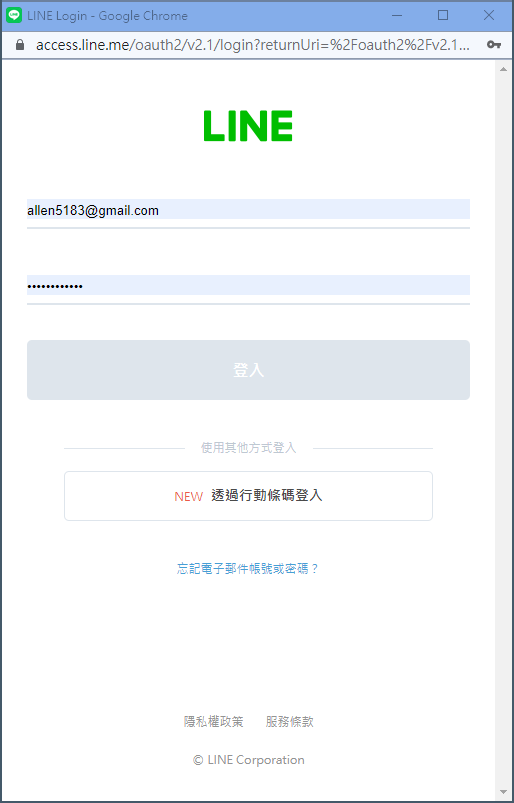 LINE Login - Google Chrome
access.line.me/oauth2/v2.1/login?returnUri=%2Foauth2%2Fv2.1...
LINE
allen5183@gmail.com
••••••••••••
登入
使用其他方式登入
NEW 透過行動條碼登入
忘記電子郵件帳號或密碼？
隱私權政策 服務條款
© LINE Corporation